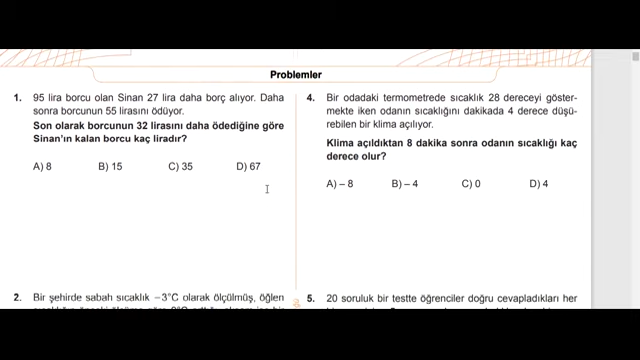 Problemler
1. 95 lira borcu olan Sinan 27 lira daha borç alıyor. Daha
sonra borcunun 55 lirasını ödüyor.
Son olarak borcunun 32 lirasını daha ödediğine göre
Sinan'ın kalan borcu kaç liradır?
A) 8 B) 15 C) 35 D) 67
2. Bir şehirde sabah sıcaklık −3°C olarak ölçülmüş, öğlen
4. Bir odadaki termometrede sıcaklık 28 dereceyi göster-
mekte iken odanın sıcaklığını dakikada 4 derece düşü-
rebilen bir klima açılıyor.
Klima açıldıktan 8 dakika sonra odanın sıcaklığı kaç
derece olur?
A) – 8 B) – 4 C) 0 D) 4
5. 20 soruluk bir testte öğrenciler doğru cevapladıkları her